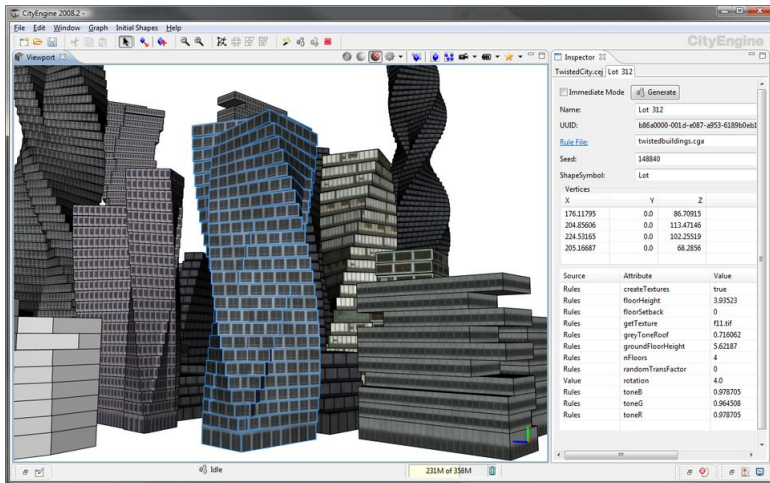 CityEngine 2008.2 -
File Edit Window Graph Initial Shapes Help
CityEngine
Viewport
Inspector
TwistedCity.cej Lot 312
Immediate Mode Generate
Name: Lot 312
UUID: b86a0000-001d-e087-a953-6189b0eb1
Rule File: twistedbuildings.cga
Seed: 148840
ShapeSymbol: Lot
Vertices
X Y Z
176.11795 0.0 86.70915
204.85606 0.0 113.47146
224.53165 0.0 102.25519
205.16687 0.0 68.2856
Source Attribute Value
Rules createTextures true
Rules floorHeight 3.93523
Rules floorSetback 0
Rules getTexture f11.tif
Rules greyToneRoof 0.716062
Rules groundFloorHeight 5.62187
Rules nFloors 4
Rules randomTransFactor 0
Value rotation 4.0
Rules toneB 0.978705
Rules toneG 0.964508
Rules toneR 0.978705
Idle
231M of 358M